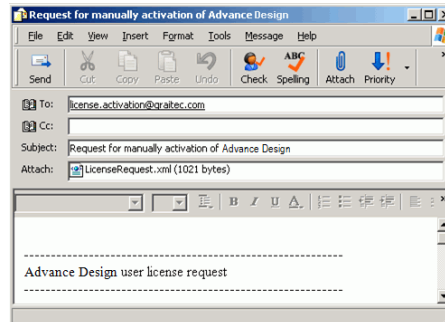 Request for manually activation of Advance Design
File Edit View Insert Format Tools Message Help
Send Cut Copy Paste Undo Check Spelling Attach Priority
To: license.activation@graitec.com
Cc:
Subject: Request for manually activation of Advance Design
Attach: LicenseRequest.xml (1021 bytes)
B I U A
Advance Design user license request